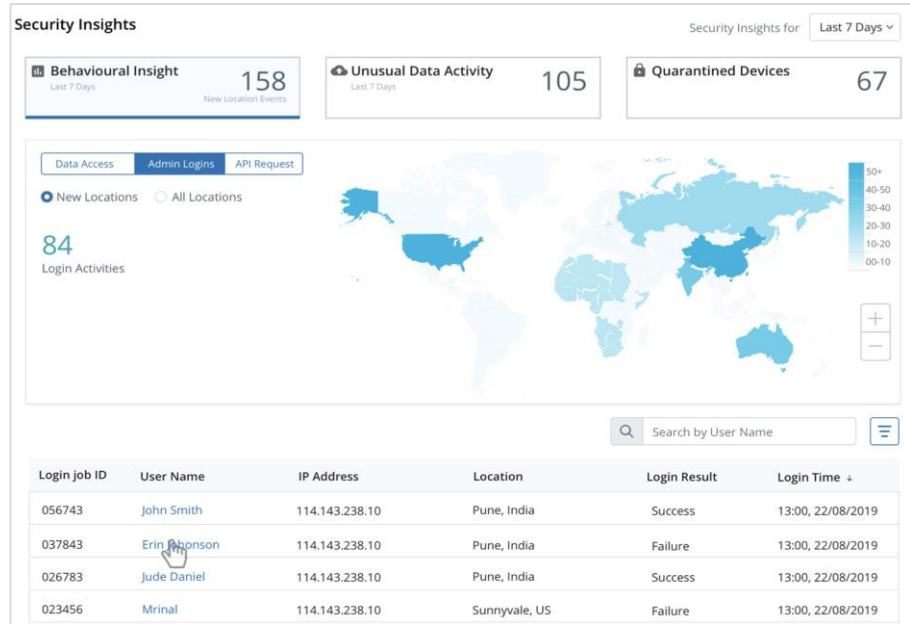 Security Insights
Security Insights for Last 7 Days
Behavioural Insight
Last 7 Days
158
New Location Events
Unusual Data Activity
Last 7 Days
105
Quarantined Devices
67
Data Access Admin Logins API Request
New Locations All Locations
84
Login Activities
50+
40-50
30-40
20-30
10-20
00-10
+
−
Search by User Name
Login job ID User Name IP Address Location Login Result Login Time ↓
056743 John Smith 114.143.238.10 Pune, India Success 13:00, 22/08/2019
037843 Erin 114.143.238.10 Pune, India Failure 13:00, 22/08/2019
026783 Jude Daniel 114.143.238.10 Pune, India Success 13:00, 22/08/2019
023456 Mrinal 114.143.238.10 Sunnyvale, US Failure 13:00, 22/08/2019